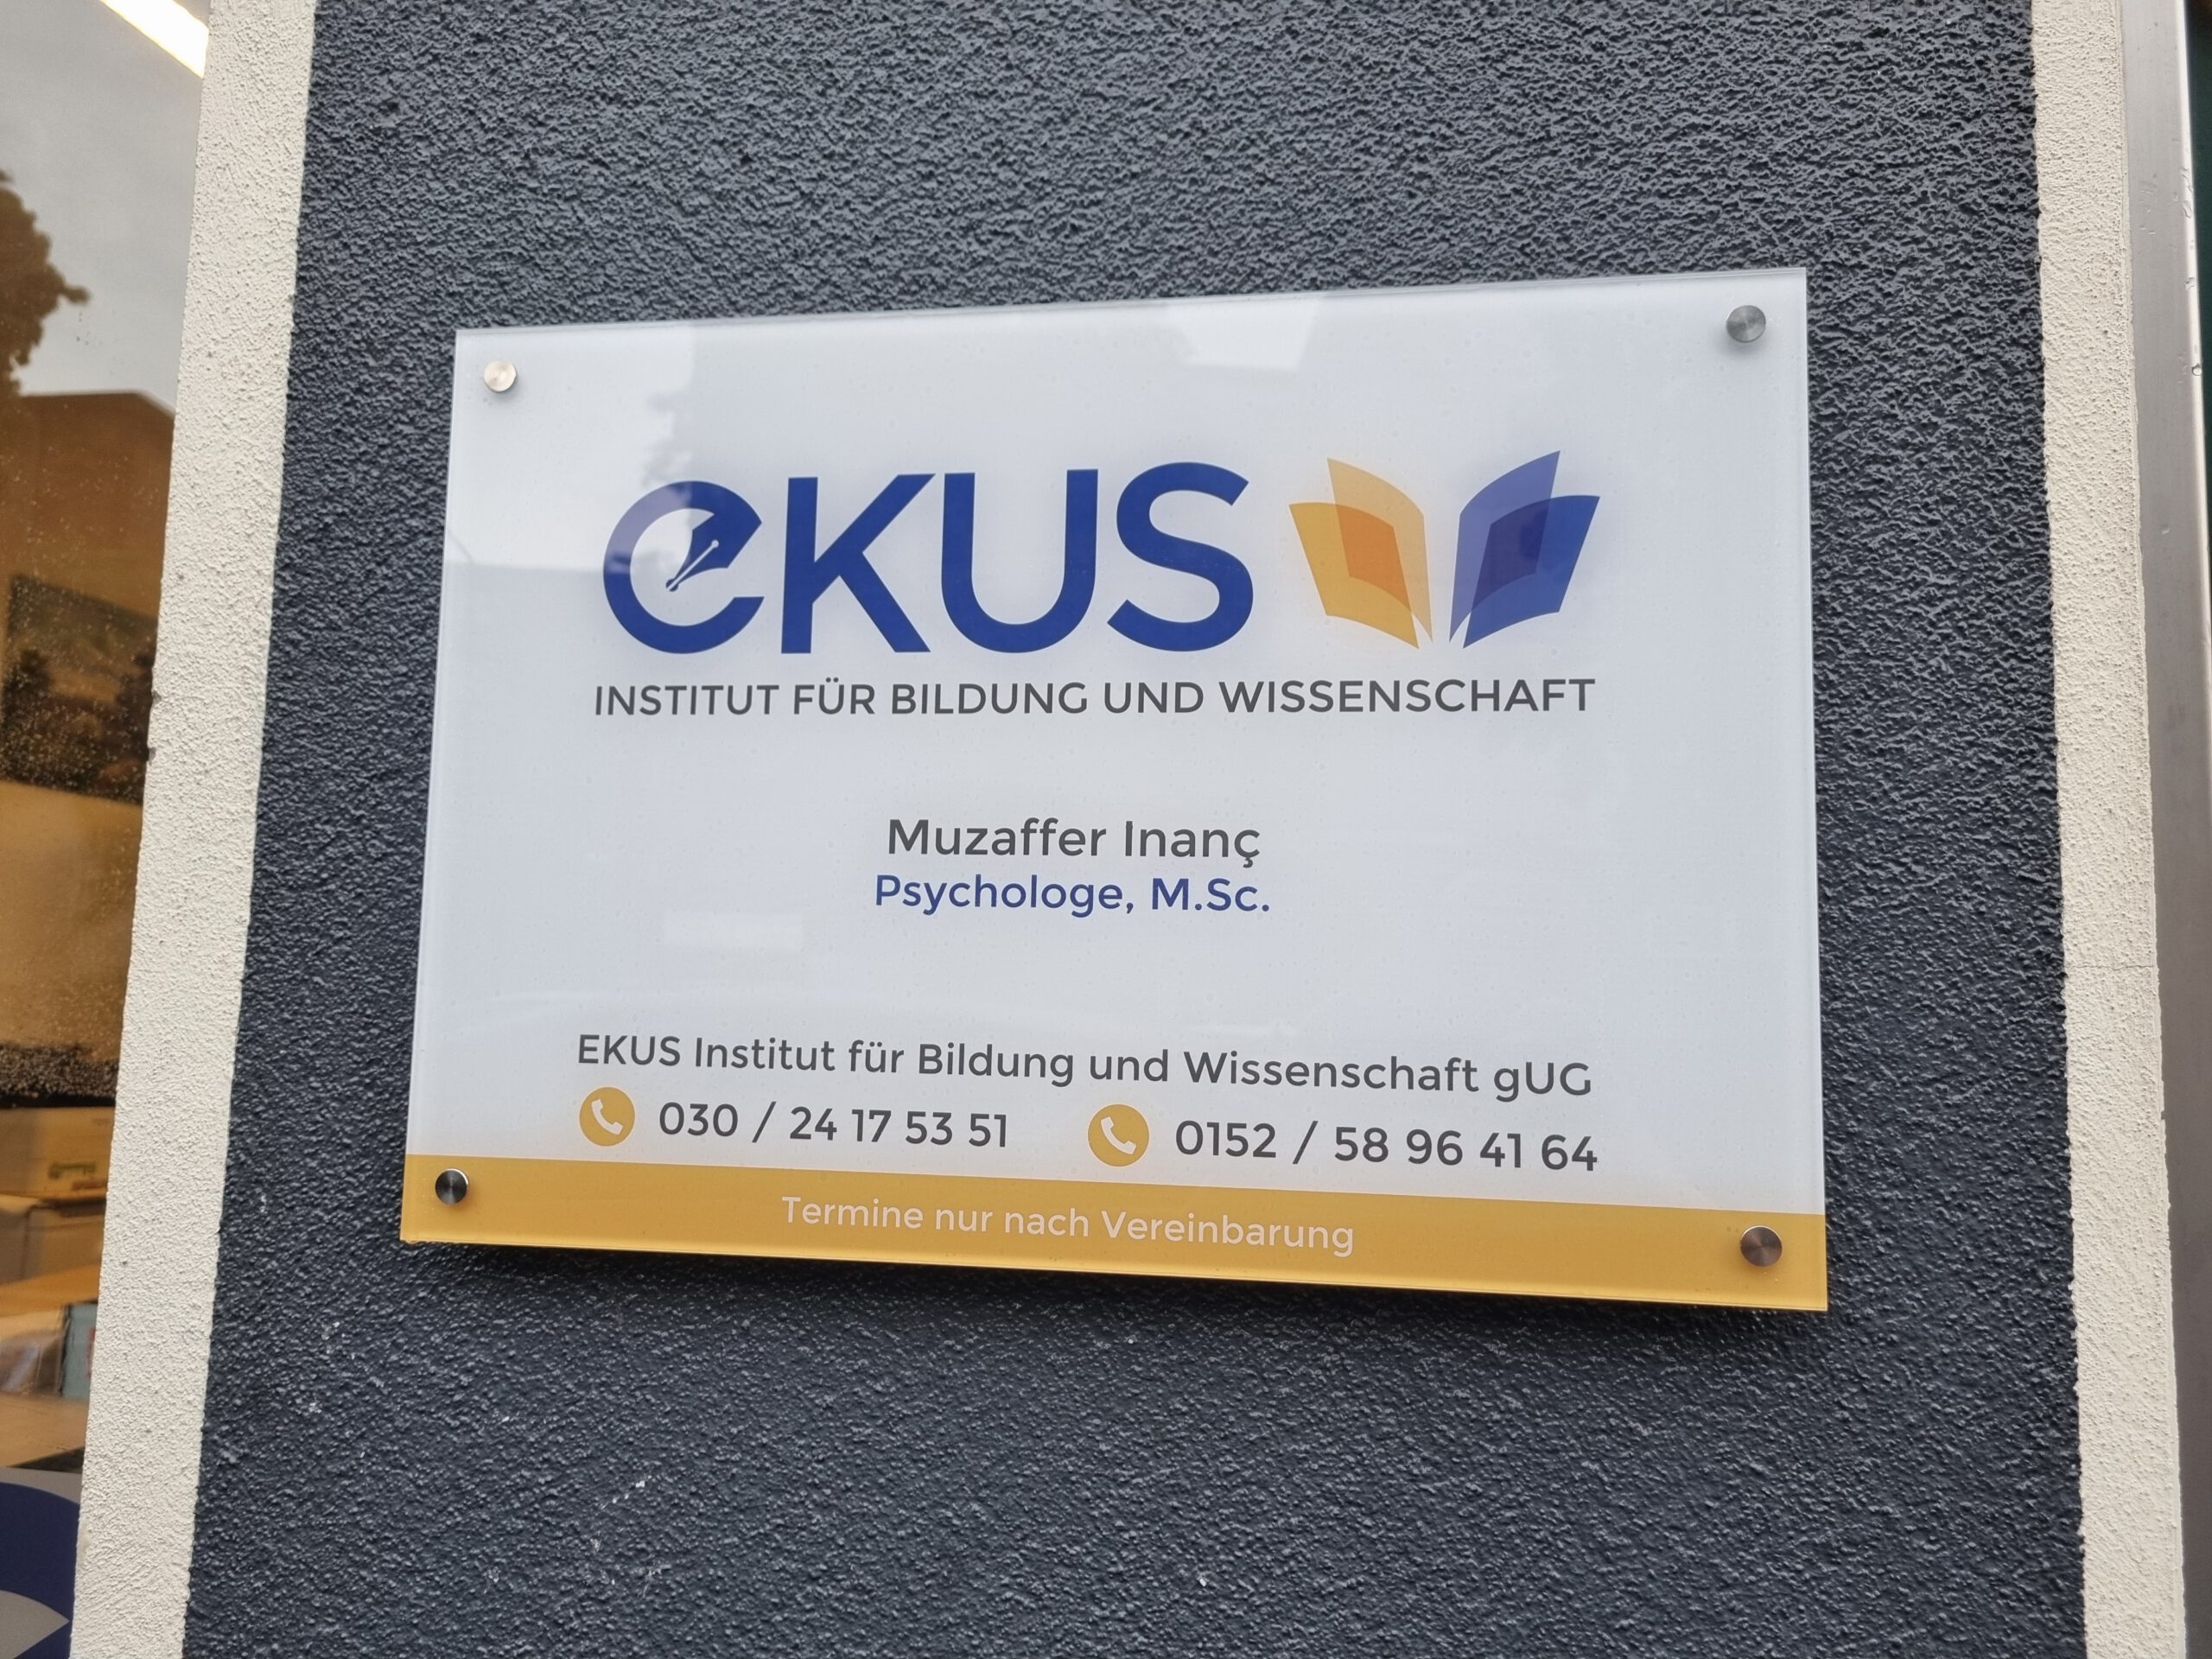 eKUS
INSTITUT FÜR BILDUNG UND WISSENSCHAFT
Muzaffer Inanç
Psychologe, M.Sc.
EKUS Institut für Bildung und Wissenschaft gUG
030 / 24 17 53 51 0152 / 58 96 41 64
Termine nur nach Vereinbarung